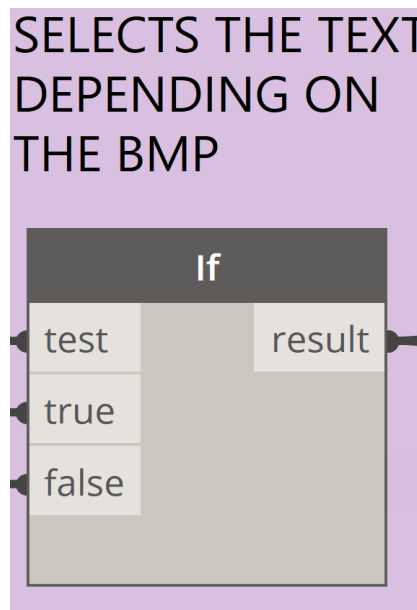 SELECTS THE TEXT
DEPENDING ON
THE BMP
If
test
result
true
false